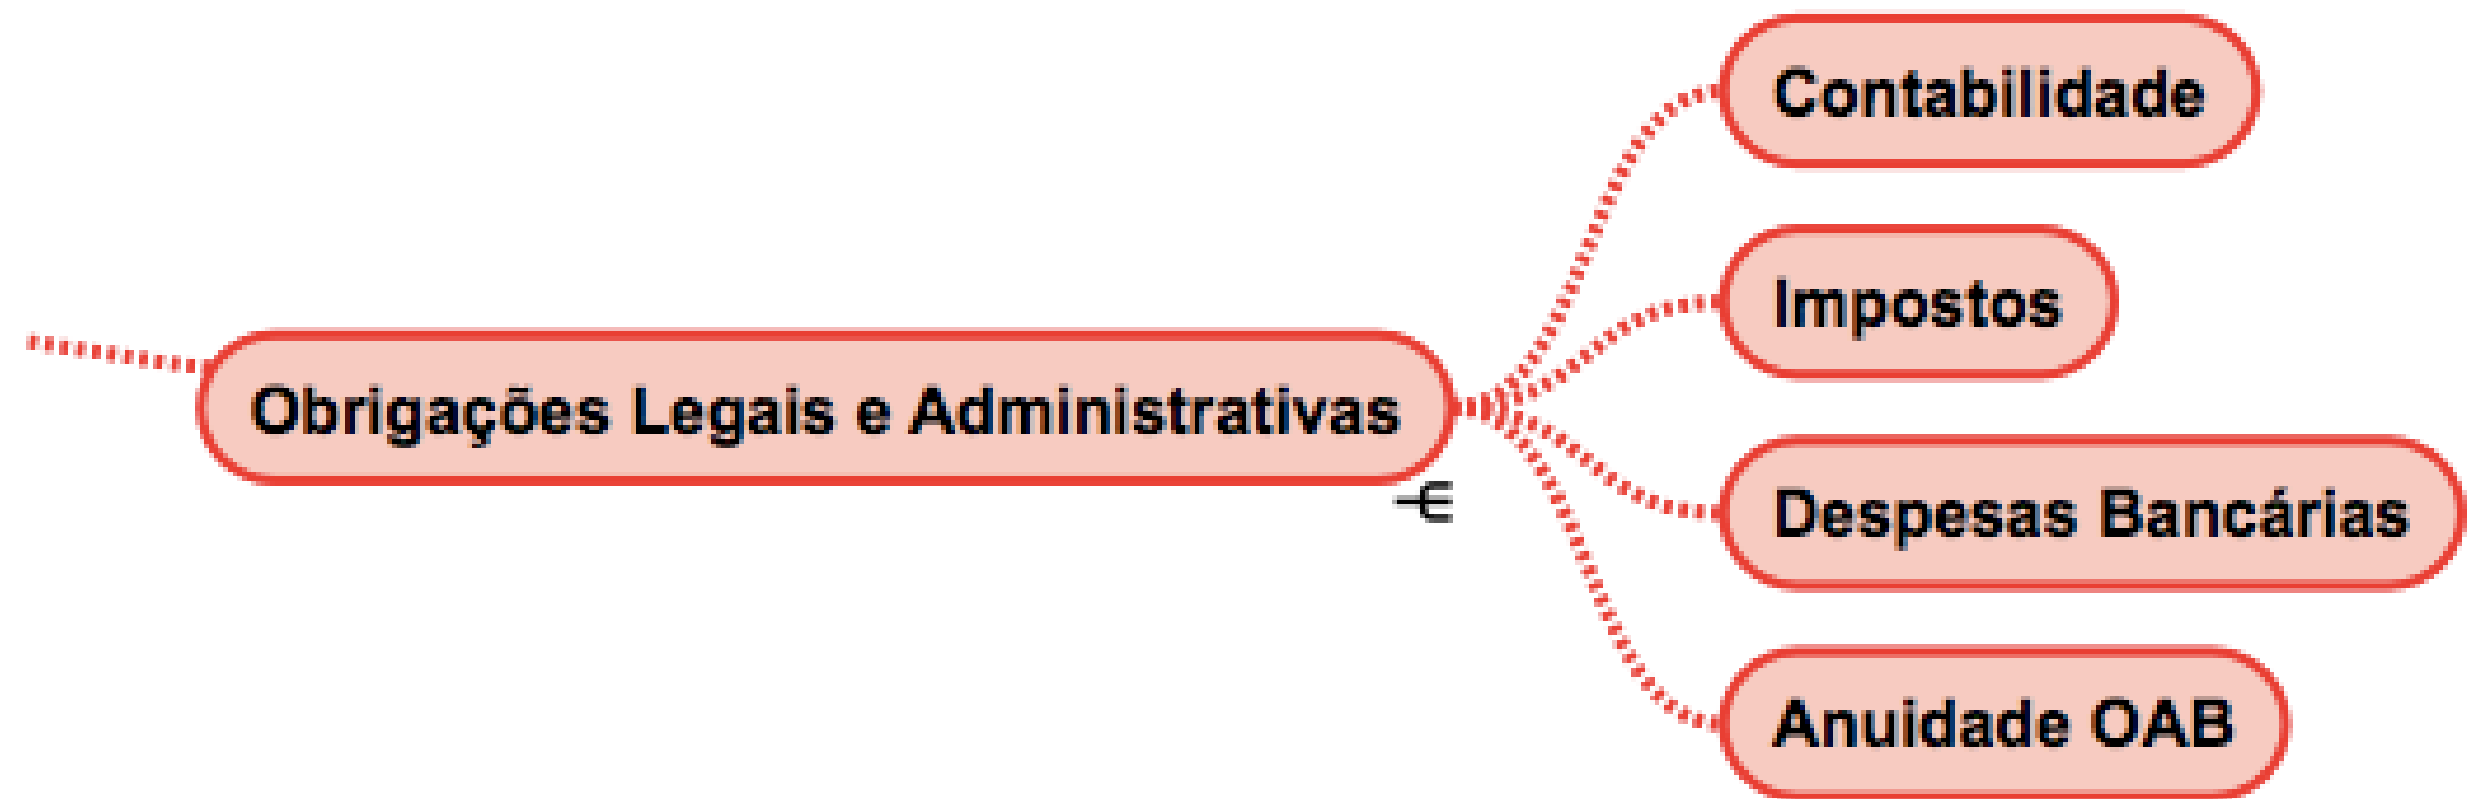 Contabilidade
Impostos
Obrigações Legais e Administrativas
Despesas Bancárias
Anuidade OAB